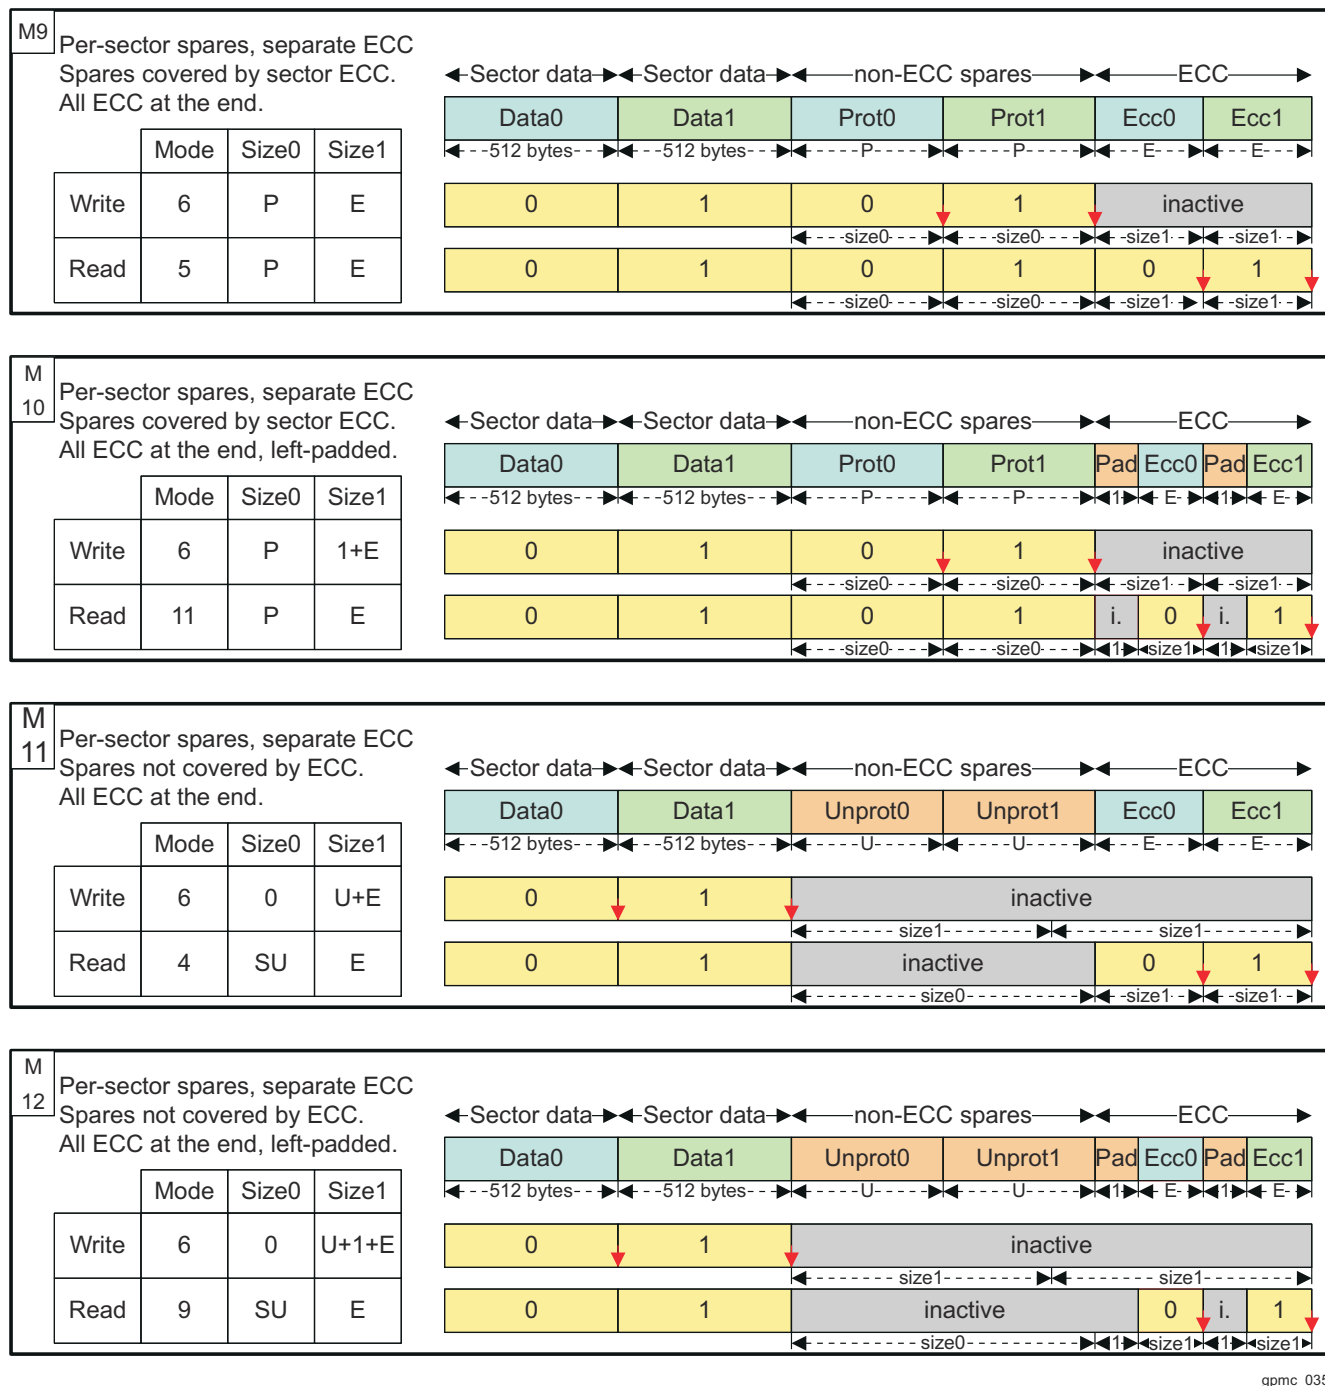 M9
Per-sector spares, separate ECC
Spares covered by sector ECC.
All ECC at the end.
Mode Size0 Size1
Write 6 P E
Read 5 P E
Sector data Sector data non-ECC spares ECC
Data0 Data1 Prot0 Prot1 Ecc0 Ecc1
512 bytes 512 bytes P P E E
0 1 0 1 inactive
size0 size0 size1 size1
0 1 0 1 0 1
size0 size0 size1 size1
M
10
Per-sector spares, separate ECC
Spares covered by sector ECC.
All ECC at the end, left-padded.
Mode Size0 Size1
Write 6 P 1+E
Read 11 P E
Sector data Sector data non-ECC spares ECC
Data0 Data1 Prot0 Prot1 Pad Ecc0 Pad Ecc1
512 bytes 512 bytes P P 1 E 1 E
0 1 0 1 inactive
size0 size0 size1 size1
0 1 0 1 i. 0 i. 1
size0 size0 1 size1 1 size1
M
11
Per-sector spares, separate ECC
Spares not covered by ECC.
All ECC at the end.
Mode Size0 Size1
Write 6 0 U+E
Read 4 SU E
Sector data Sector data non-ECC spares ECC
Data0 Data1 Unprot0 Unprot1 Ecc0 Ecc1
512 bytes 512 bytes U U E E
0 1 inactive
size1 size1
0 1 inactive 0 1
size0 size1 size1
M
12
Per-sector spares, separate ECC
Spares not covered by ECC.
All ECC at the end, left-padded.
Mode Size0 Size1
Write 6 0 U+1+E
Read 9 SU E
Sector data Sector data non-ECC spares ECC
Data0 Data1 Unprot0 Unprot1 Pad Ecc0 Pad Ecc1
512 bytes 512 bytes U U 1 E 1 E
0 1 inactive
size1 size1
0 1 inactive 0 i. 1
size0 1 size1 1 size1
gpmc_035